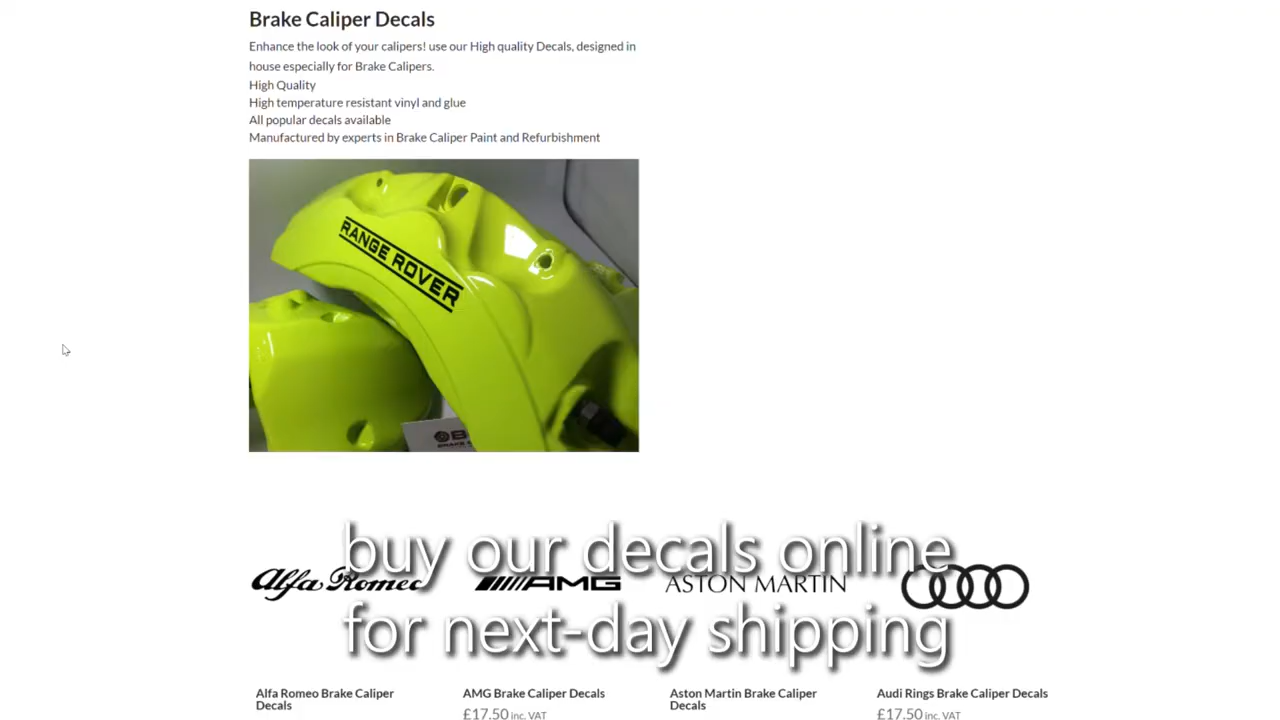 Brake Caliper Decals
Enhance the look of your calipers! use our High quality Decals, designed in
house especially for Brake Calipers.
High Quality
High temperature resistant vinyl and glue
All popular decals available
Manufactured by experts in Brake Caliper Paint and Refurbishment
RANGE ROVER
buy our decals online
Alfa Romeo
AMG
ASTON MARTIN
for next-day shipping
Alfa Romeo Brake Caliper
Decals
AMG Brake Caliper Decals
£17.50 inc. VAT
Aston Martin Brake Caliper
Decals
Audi Rings Brake Caliper Decals
£17.50 inc. VAT